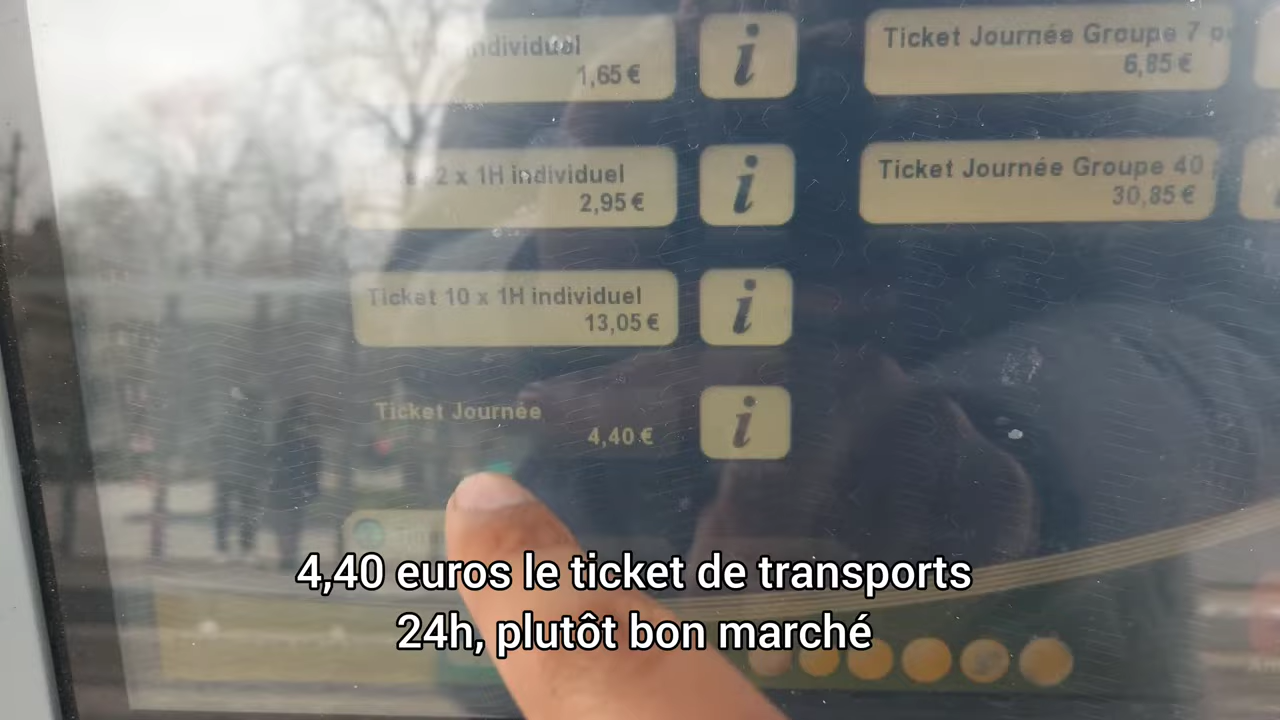 individuel
1,65 €
i
Ticket Journée Groupe 7
6,85 €
2 x 1H individuel
2,95 €
i
Ticket Journée Groupe 40
30,85 €
Ticket 10 x 1H individuel
13,05 €
i
Ticket Journée
4,40 €
i
4,40 euros le ticket de transports
24h, plutôt bon marché